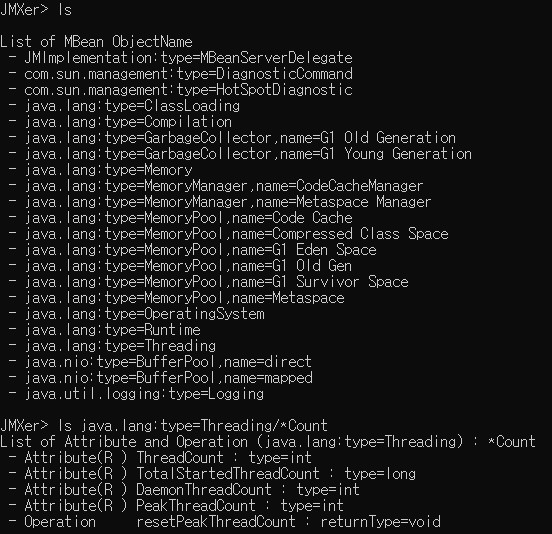 JMXer> ls
List of MBean ObjectName
- JMImplementation:type=MBeanServerDelegate
- com.sun.management:type=DiagnosticCommand
- com.sun.management:type=HotSpotDiagnostic
- java.lang:type=ClassLoading
- java.lang:type=Compilation
- java.lang:type=GarbageCollector,name=G1 Old Generation
- java.lang:type=GarbageCollector,name=G1 Young Generation
- java.lang:type=Memory
- java.lang:type=MemoryManager,name=CodeCacheManager
- java.lang:type=MemoryManager,name=Metaspace Manager
- java.lang:type=MemoryPool,name=Code Cache
- java.lang:type=MemoryPool,name=Compressed Class Space
- java.lang:type=MemoryPool,name=G1 Eden Space
- java.lang:type=MemoryPool,name=G1 Old Gen
- java.lang:type=MemoryPool,name=G1 Survivor Space
- java.lang:type=MemoryPool,name=Metaspace
- java.lang:type=OperatingSystem
- java.lang:type=Runtime
- java.lang:type=Threading
- java.nio:type=BufferPool,name=direct
- java.nio:type=BufferPool,name=mapped
- java.util.logging:type=Logging
JMXer> ls java.lang:type=Threading/*Count
List of Attribute and Operation (java.lang:type=Threading) : *Count
- Attribute(R ) ThreadCount : type=int
- Attribute(R ) TotalStartedThreadCount : type=long
- Attribute(R ) DaemonThreadCount : type=int
- Attribute(R ) PeakThreadCount : type=int
- Operation     resetPeakThreadCount : returnType=void